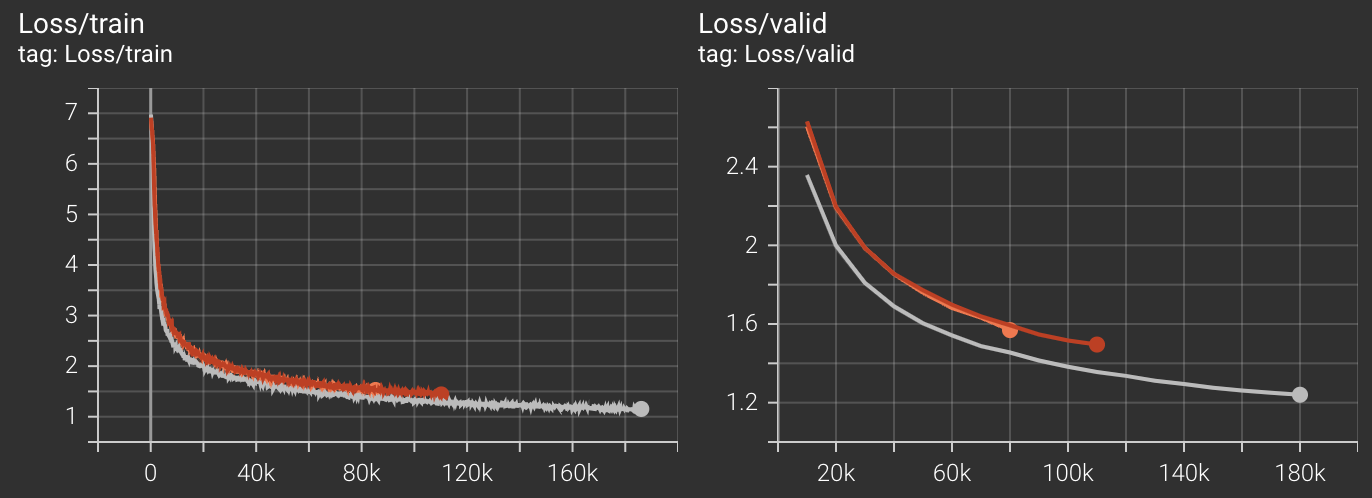 Loss/train
tag: Loss/train
7
6
5
4
3
2
1
0 40k 80k 120k 160k
Loss/valid
tag: Loss/valid
2.4
2
1.6
1.2
20k 60k 100k 140k 180k